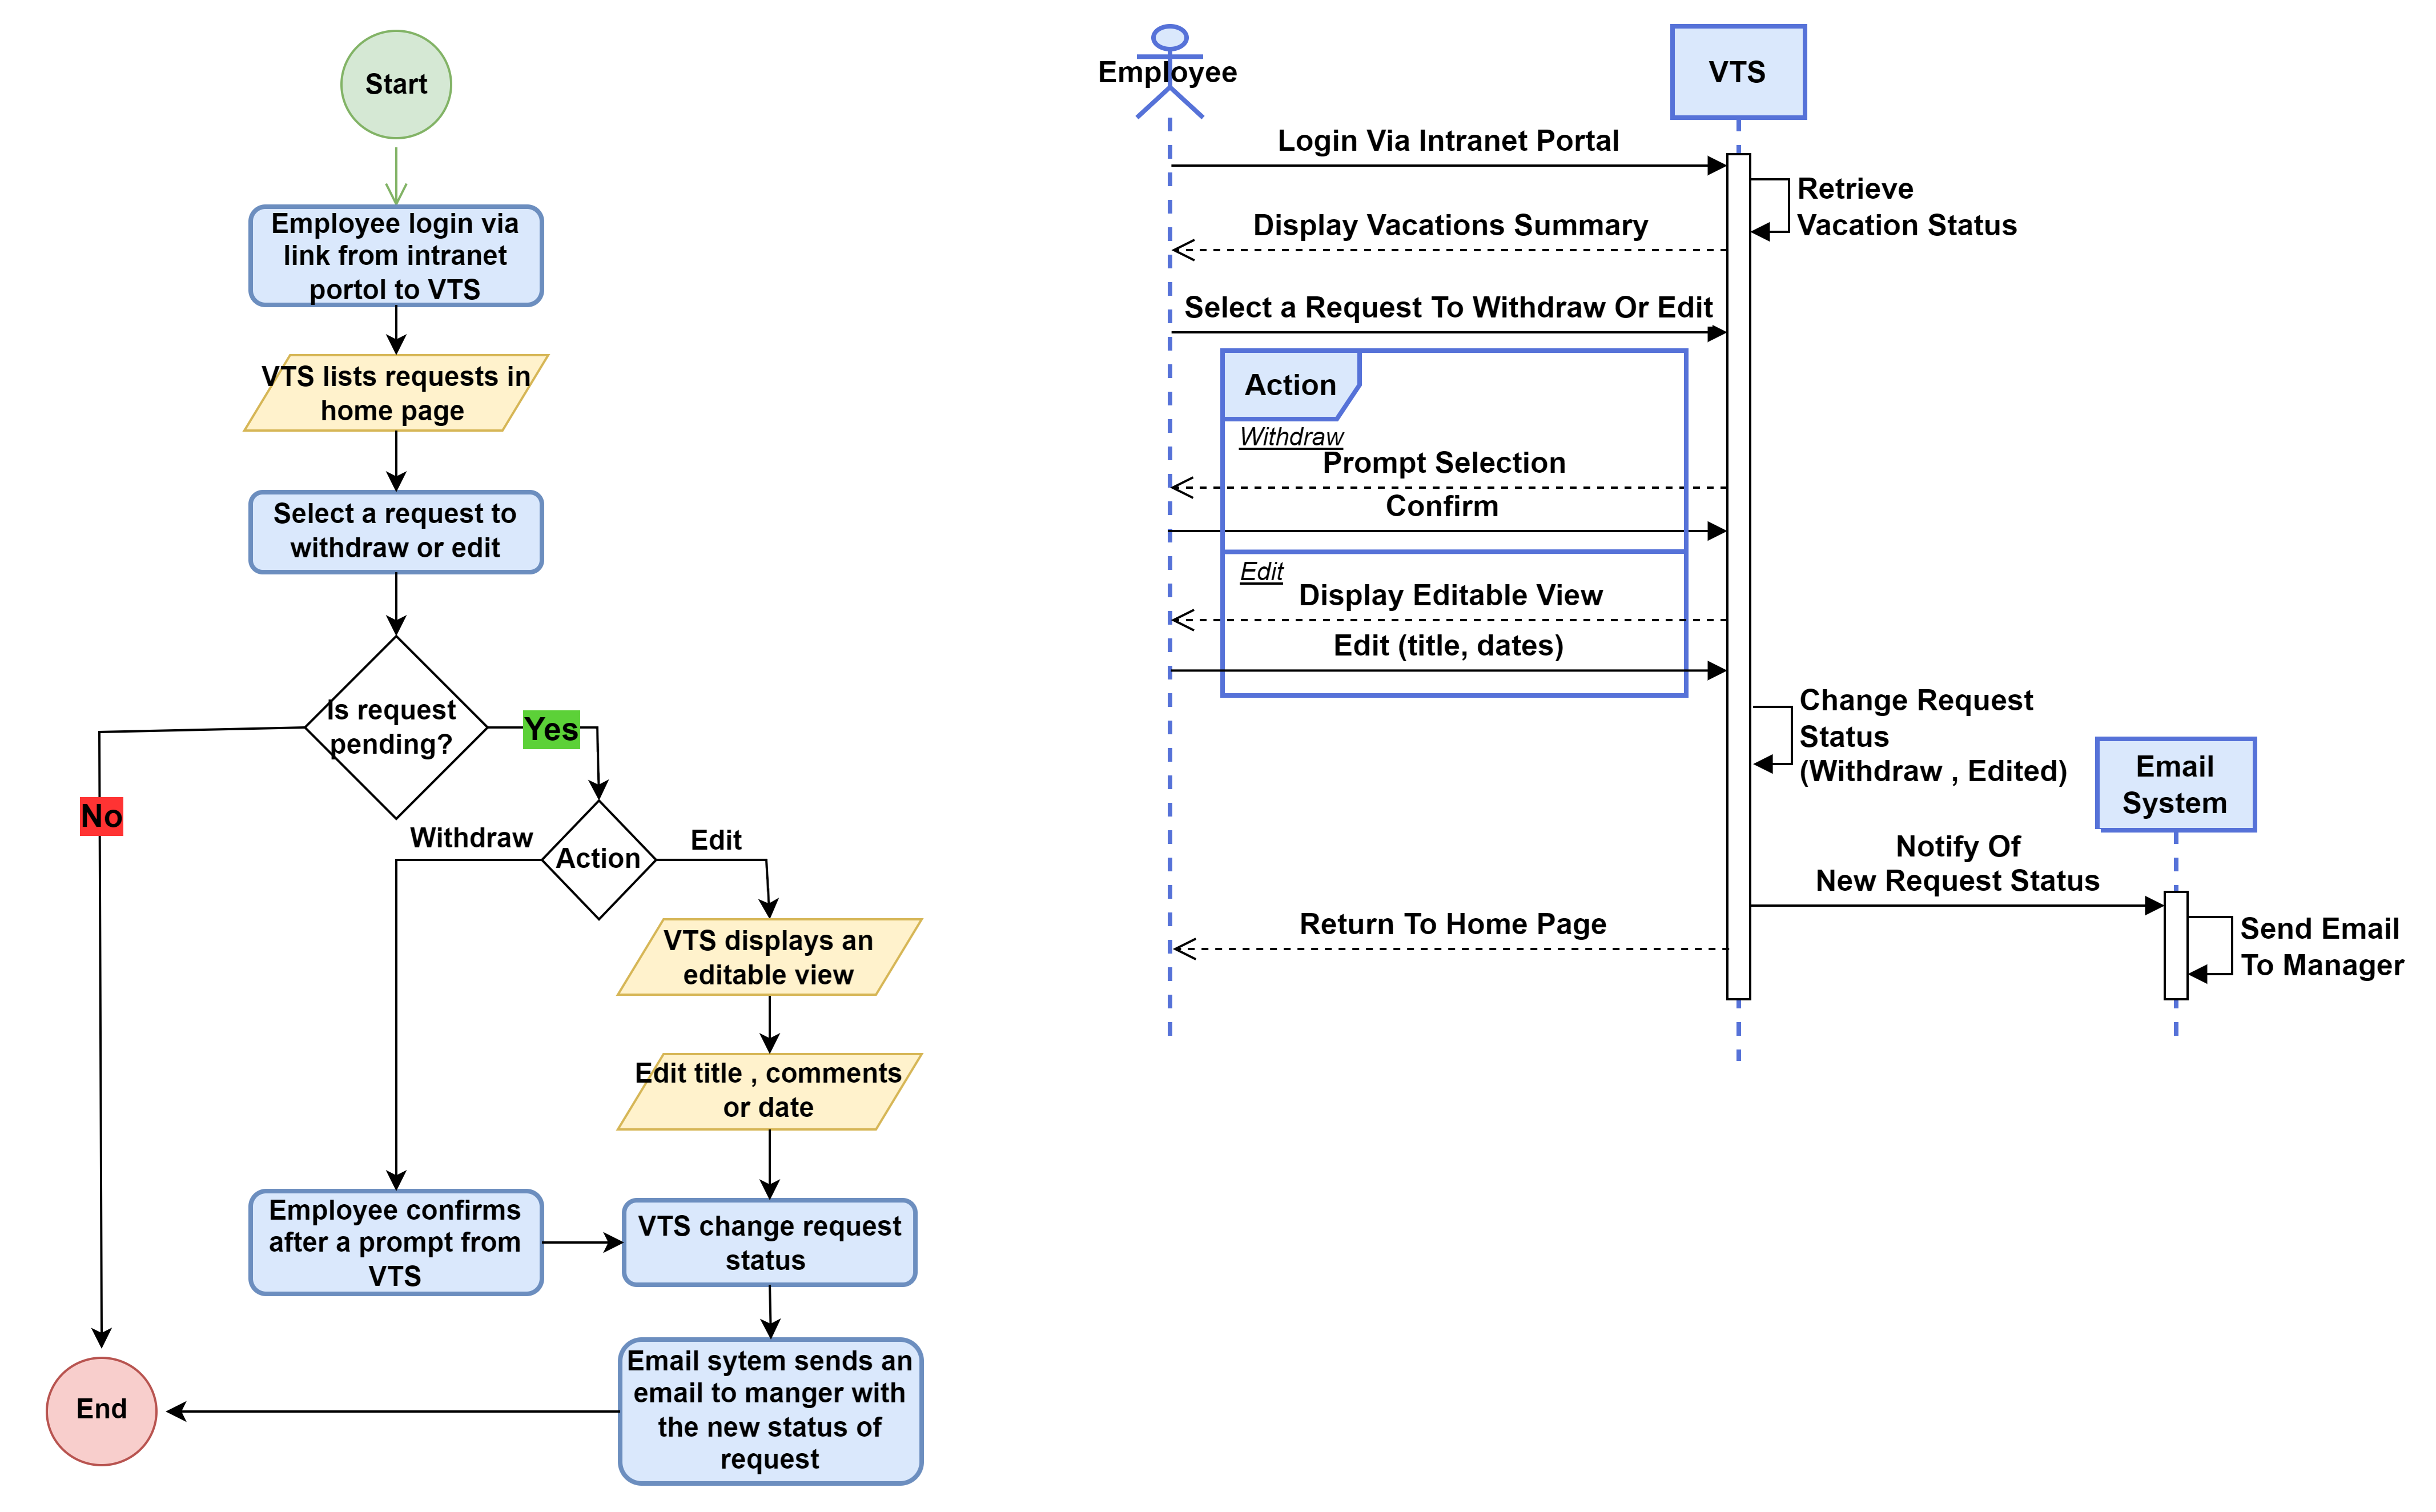 Start
Employee login via
link from intranet
portol to VTS
VTS lists requests in
home page
Select a request to
withdraw or edit
Is request
pending?
Yes
No
Withdraw
Action
Edit
VTS displays an
editable view
Edit title , comments
or date
Employee confirms
after a prompt from
VTS
VTS change request
status
Email sytem sends an
email to manger with
the new status of
request
End
Employee
VTS
Login Via Intranet Portal
Retrieve
Vacation Status
Display Vacations Summary
Select a Request To Withdraw Or Edit
Action
Withdraw
Prompt Selection
Confirm
Edit
Display Editable View
Edit (title, dates)
Change Request
Status
(Withdraw , Edited)
Email
System
Notify Of
New Request Status
Return To Home Page
Send Email
To Manager